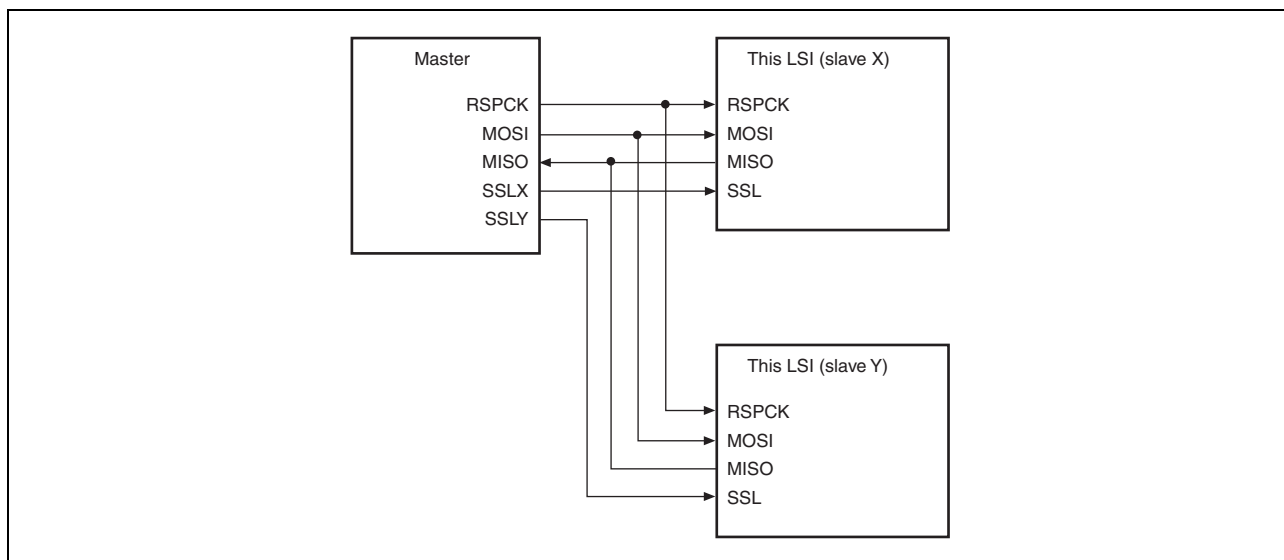 Master
RSPCK
MOSI
MISO
SSLX
SSLY
This LSI (slave X)
RSPCK
MOSI
MISO
SSL
This LSI (slave Y)
RSPCK
MOSI
MISO
SSL